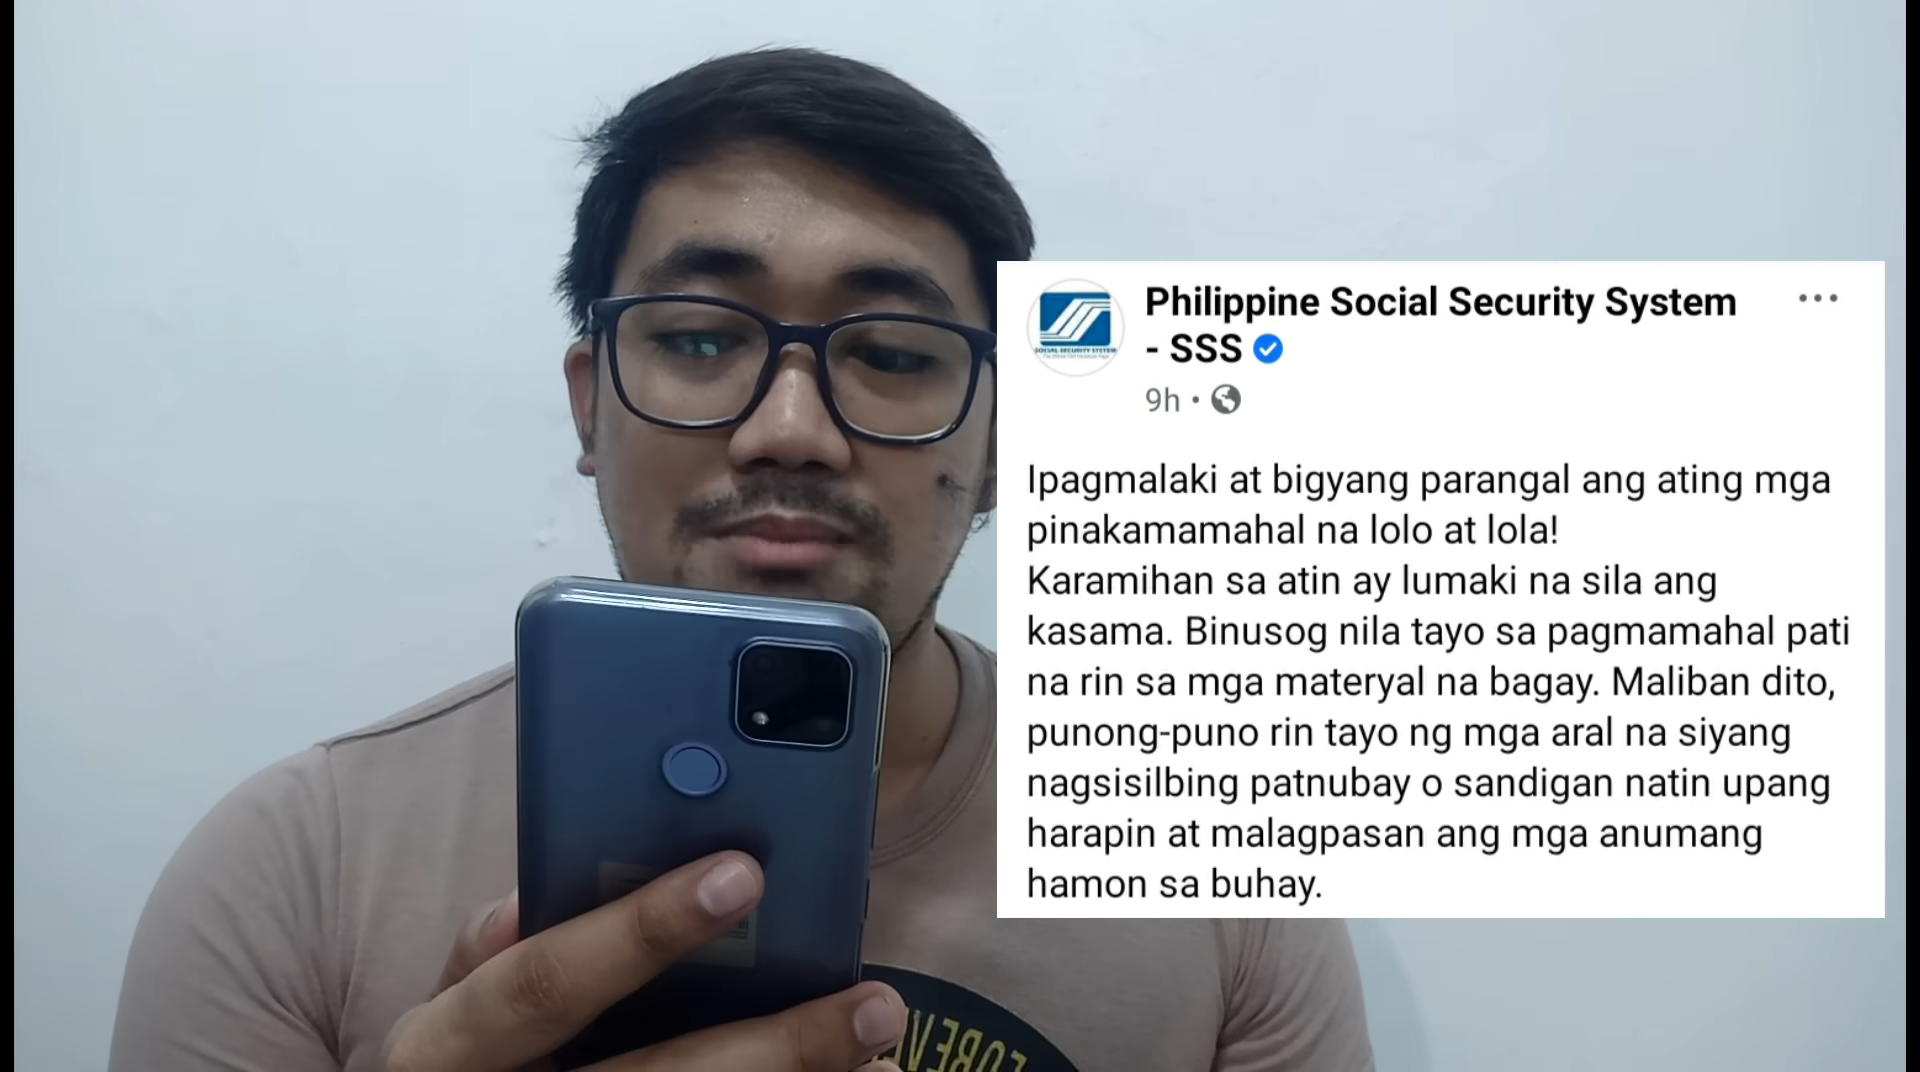 Philippine Social Security System
- SSS
9h
SOCIAL SECURITY SYSTEM
Ipagmalaki at bigyang parangal ang ating mga
pinakamamahal na lolo at lola!
Karamihan sa atin ay lumaki na sila ang
kasama. Binusog nila tayo sa pagmamahal pati
na rin sa mga materyal na bagay. Maliban dito,
punong-puno rin tayo ng mga aral na siyang
nagsisilbing patnubay o sandigan natin upang
harapin at malagpasan ang mga anumang
hamon sa buhay.